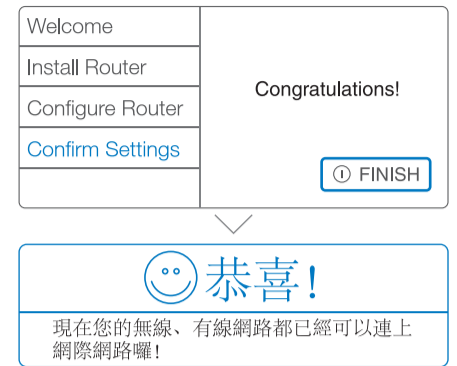 Welcome
Install Router
Configure Router
Confirm Settings
Congratulations!
① FINISH
恭喜!
現在您的無線、有線網路都已經可以連上
網際網路囉!